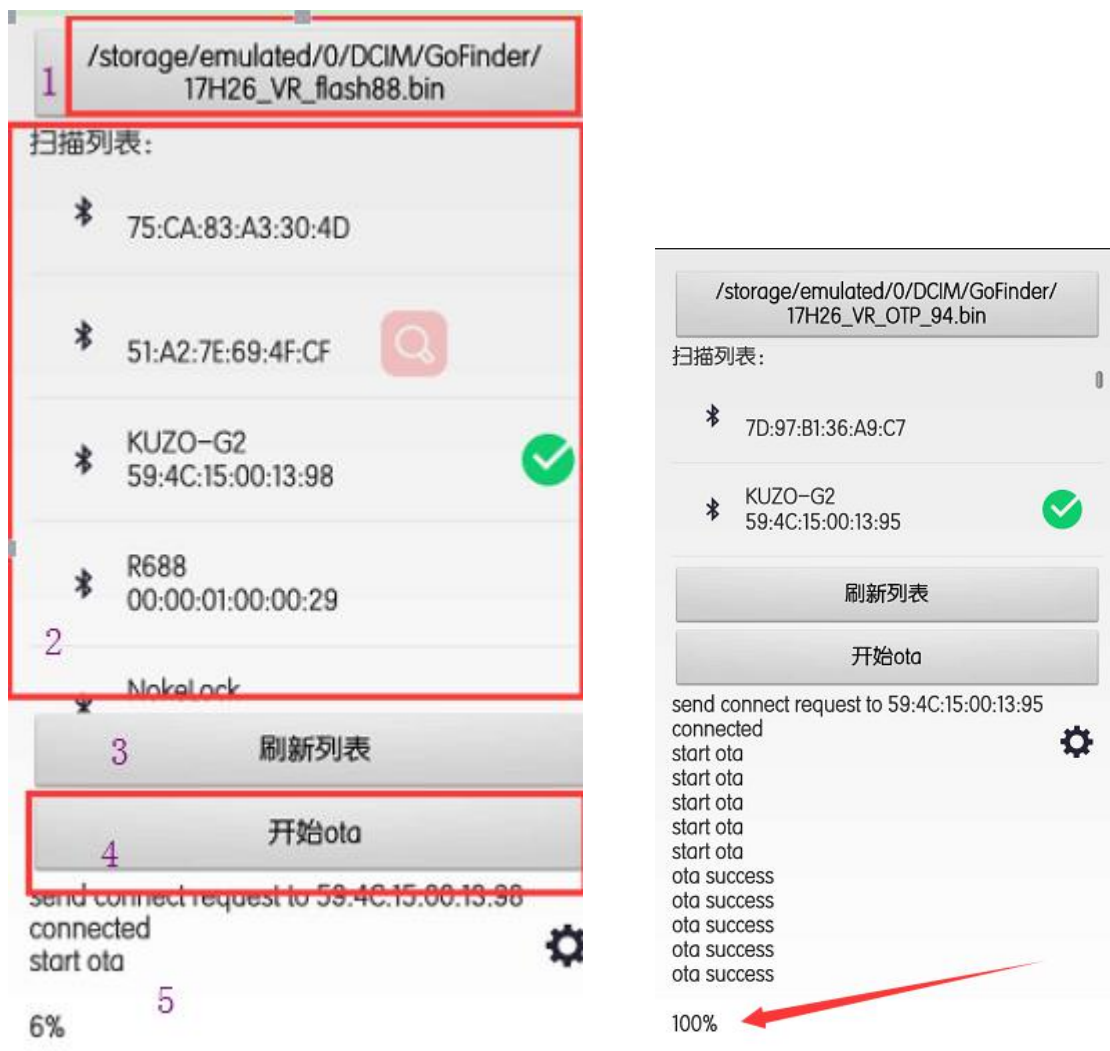 1
/storage/emulated/0/DCIM/GoFinder/
17H26_VR_flash88.bin
扫描列表：
75:CA:83:A3:30:4D
51:A2:7E:69:4F:CF
KUZO-G2
59:4C:15:00:13:98
R688
00:00:01:00:00:29
2
NokeLock
3
刷新列表
开始ota
4
send connect request to 59:4C:15:00:13:98
connected
start ota
5
6%
/storage/emulated/0/DCIM/GoFinder/
17H26_VR_OTP_94.bin
扫描列表：
7D:97:B1:36:A9:C7
KUZO-G2
59:4C:15:00:13:95
刷新列表
开始ota
send connect request to 59:4C:15:00:13:95
connected
start ota
start ota
start ota
start ota
start ota
ota success
ota success
ota success
ota success
ota success
100%